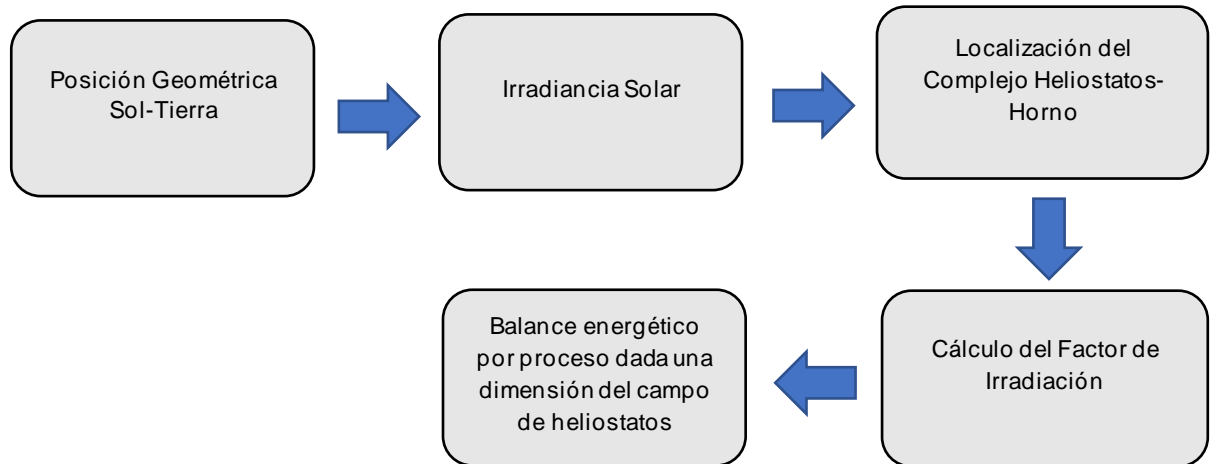 Posición Geométrica
Sol-Tierra
Irradiancia Solar
Localización del
Complejo Heliostatos-
Horno
Cálculo del Factor de
Irradiación
Balance energético
por proceso dada una
dimensión del campo
de heliostatos